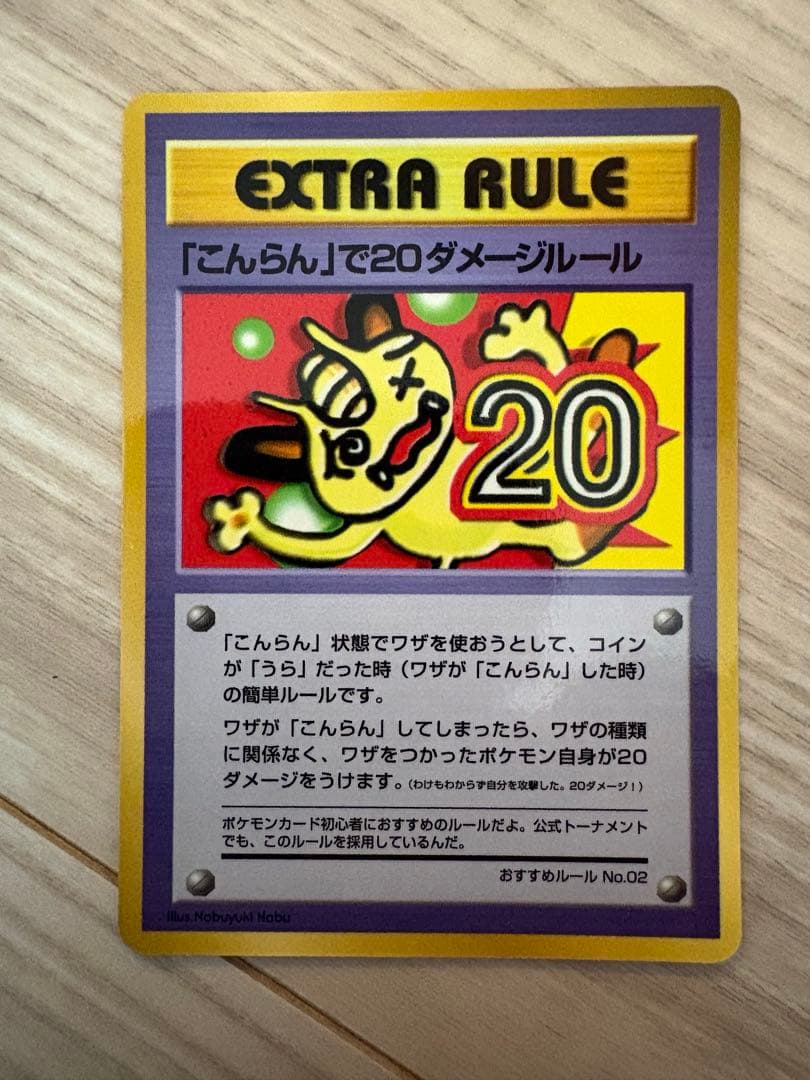 EXTRA RULE
「こんらん」で20ダメージルール
20
「こんらん」状態でワザを使おうとして、コイン
が「うら」だった時（ワザが「こんらん」した時）
の簡単ルールです。
ワザが「こんらん」してしまったら、ワザの種類
に関係なく、ワザをつかったポケモン自身が20
ダメージをうけます。（わけもわからず自分を攻撃した。20ダメージ！）
ポケモンカード初心者におすすめのルールだよ。公式トーナメント
でも、このルールを採用しているんだ。
おすすめルール No.02
Illus.Nobuyuki Habu